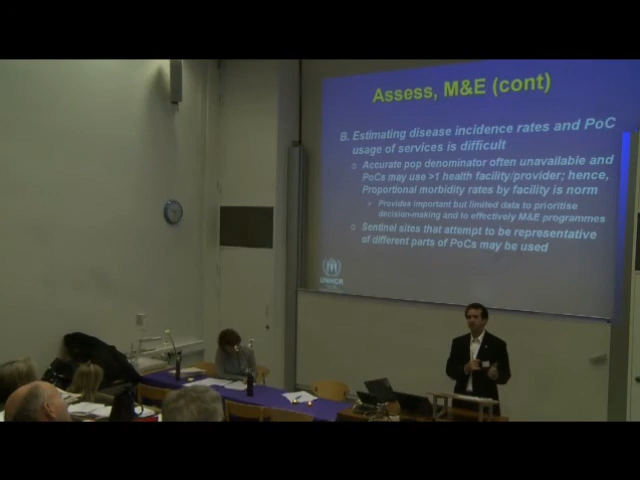 Assess, M&E (cont)
B. Estimating disease incidence rates and PoC
usage of services is difficult
Accurate pop denominator often unavailable and
PoCs may use >1 health facility/provider; hence,
Proportional morbidity rates by facility is norm
Provides important but limited data to prioritise
decision-making and to effectively M&E programmes
Sentinel sites that attempt to be representative
of different parts of PoCs may be used
UNHCR